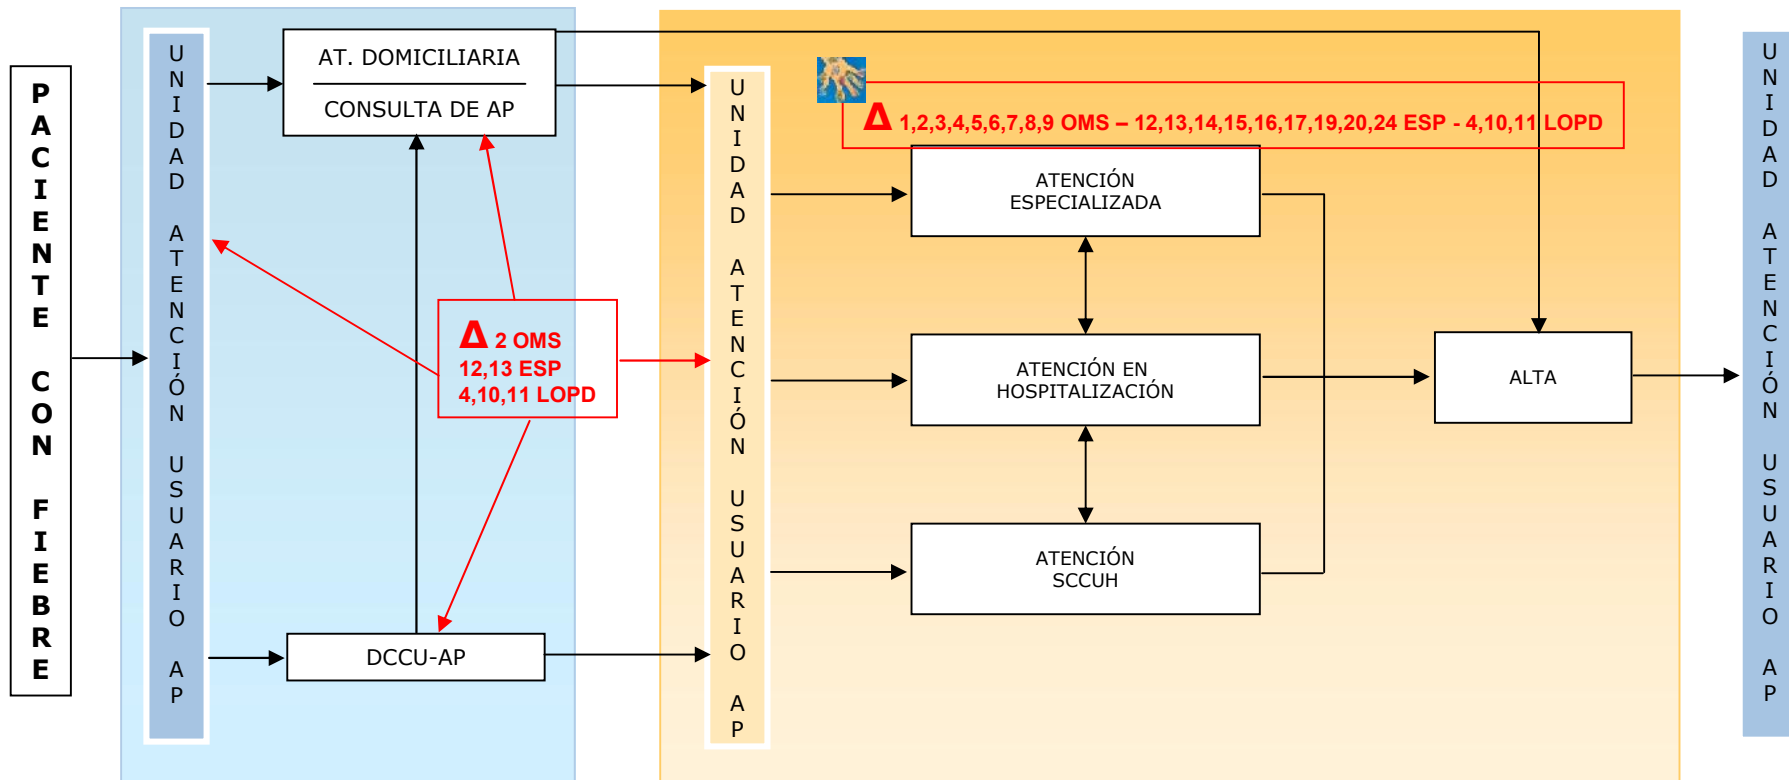 PACIENTE CON FIEBRE
UNIDAD ATENCIÓN USUARIO AP
AT. DOMICILIARIA
CONSULTA DE AP
Δ 2 OMS
12,13 ESP
4,10,11 LOPD
DCCU-AP
UNIDAD ATENCIÓN USUARIO AP
Δ 1,2,3,4,5,6,7,8,9 OMS – 12,13,14,15,16,17,19,20,24 ESP - 4,10,11 LOPD
ATENCIÓN
ESPECIALIZADA
ATENCIÓN EN
HOSPITALIZACIÓN
ATENCIÓN
SCCUH
ALTA
UNIDAD ATENCIÓN USUARIO AP